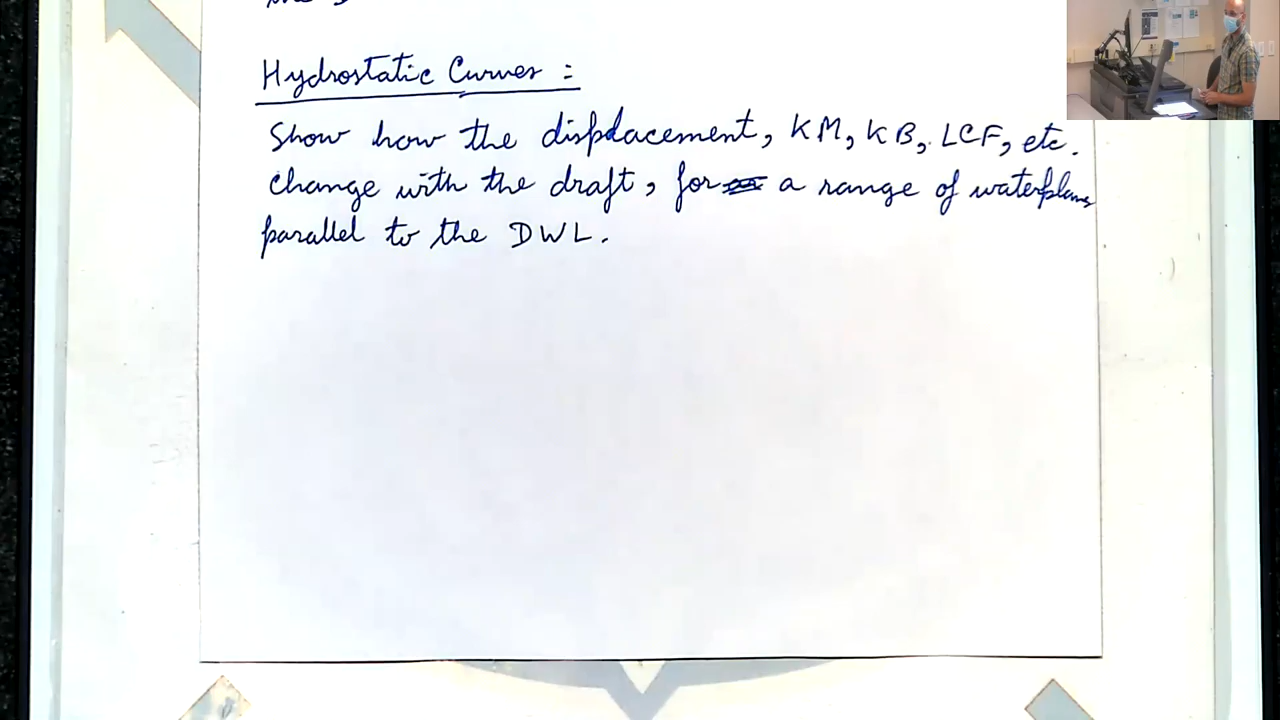 Hydrostatic Curves :
Show how the displacement, KM, KB, LCF, etc.
change with the draft, for a range of waterplanes
parallel to the DWL.